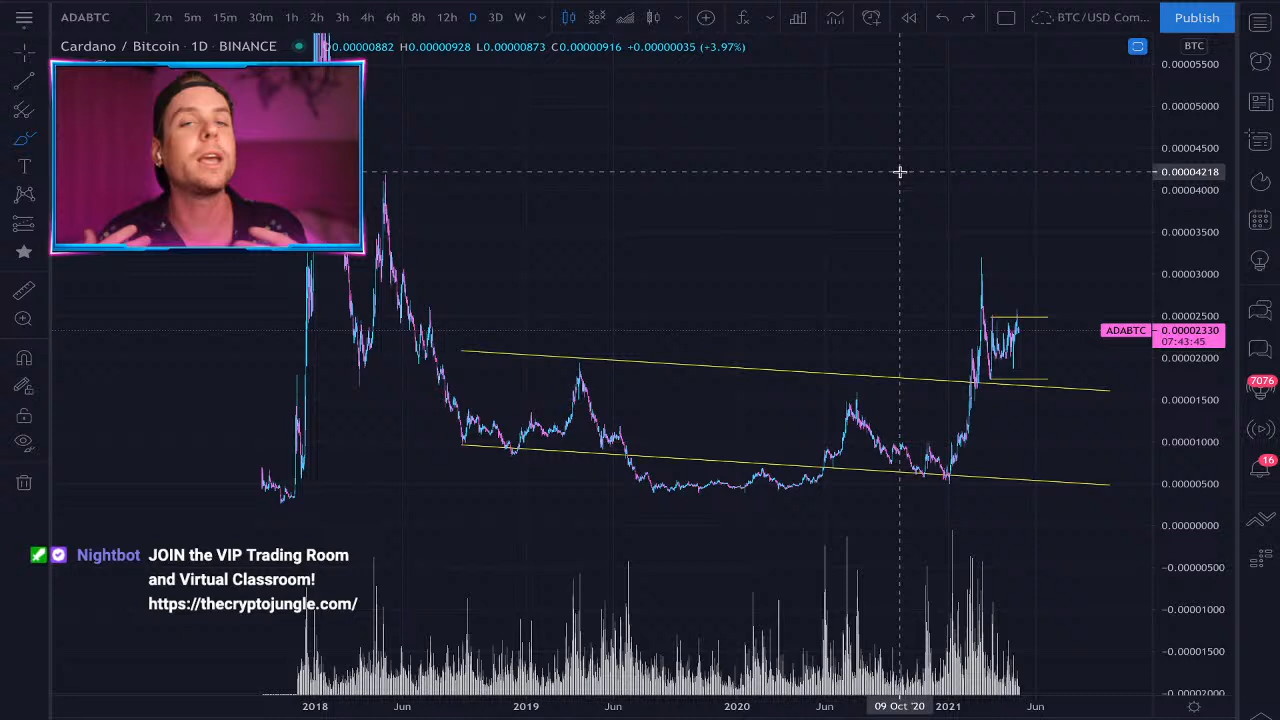 ADABTC 2m 5m 15m 30m 1h 2h 3h 4h 6h 8h 12h D 3D W BTC/USD Com... Publish
Cardano / Bitcoin · 1D · BINANCE 0.00000882 H0.00000928 L0.00000873 C0.00000916 +0.00000035 (+3.97%)
BTC
0.00005500
0.00005000
0.00004500
0.00004218
0.00004000
0.00003500
0.00003000
0.00002500
ADABTC 0.00002330
07:43:45
0.00002000
0.00001500
0.00001000
0.00000500
0.00000000
−0.00000500
−0.00001000
−0.00001500
−0.00002000
7076
16
Nightbot JOIN the VIP Trading Room
and Virtual Classroom!
https://thecryptojungle.com/
2018 Jun 2019 Jun 2020 Jun 09 Oct '20 2021 Jun